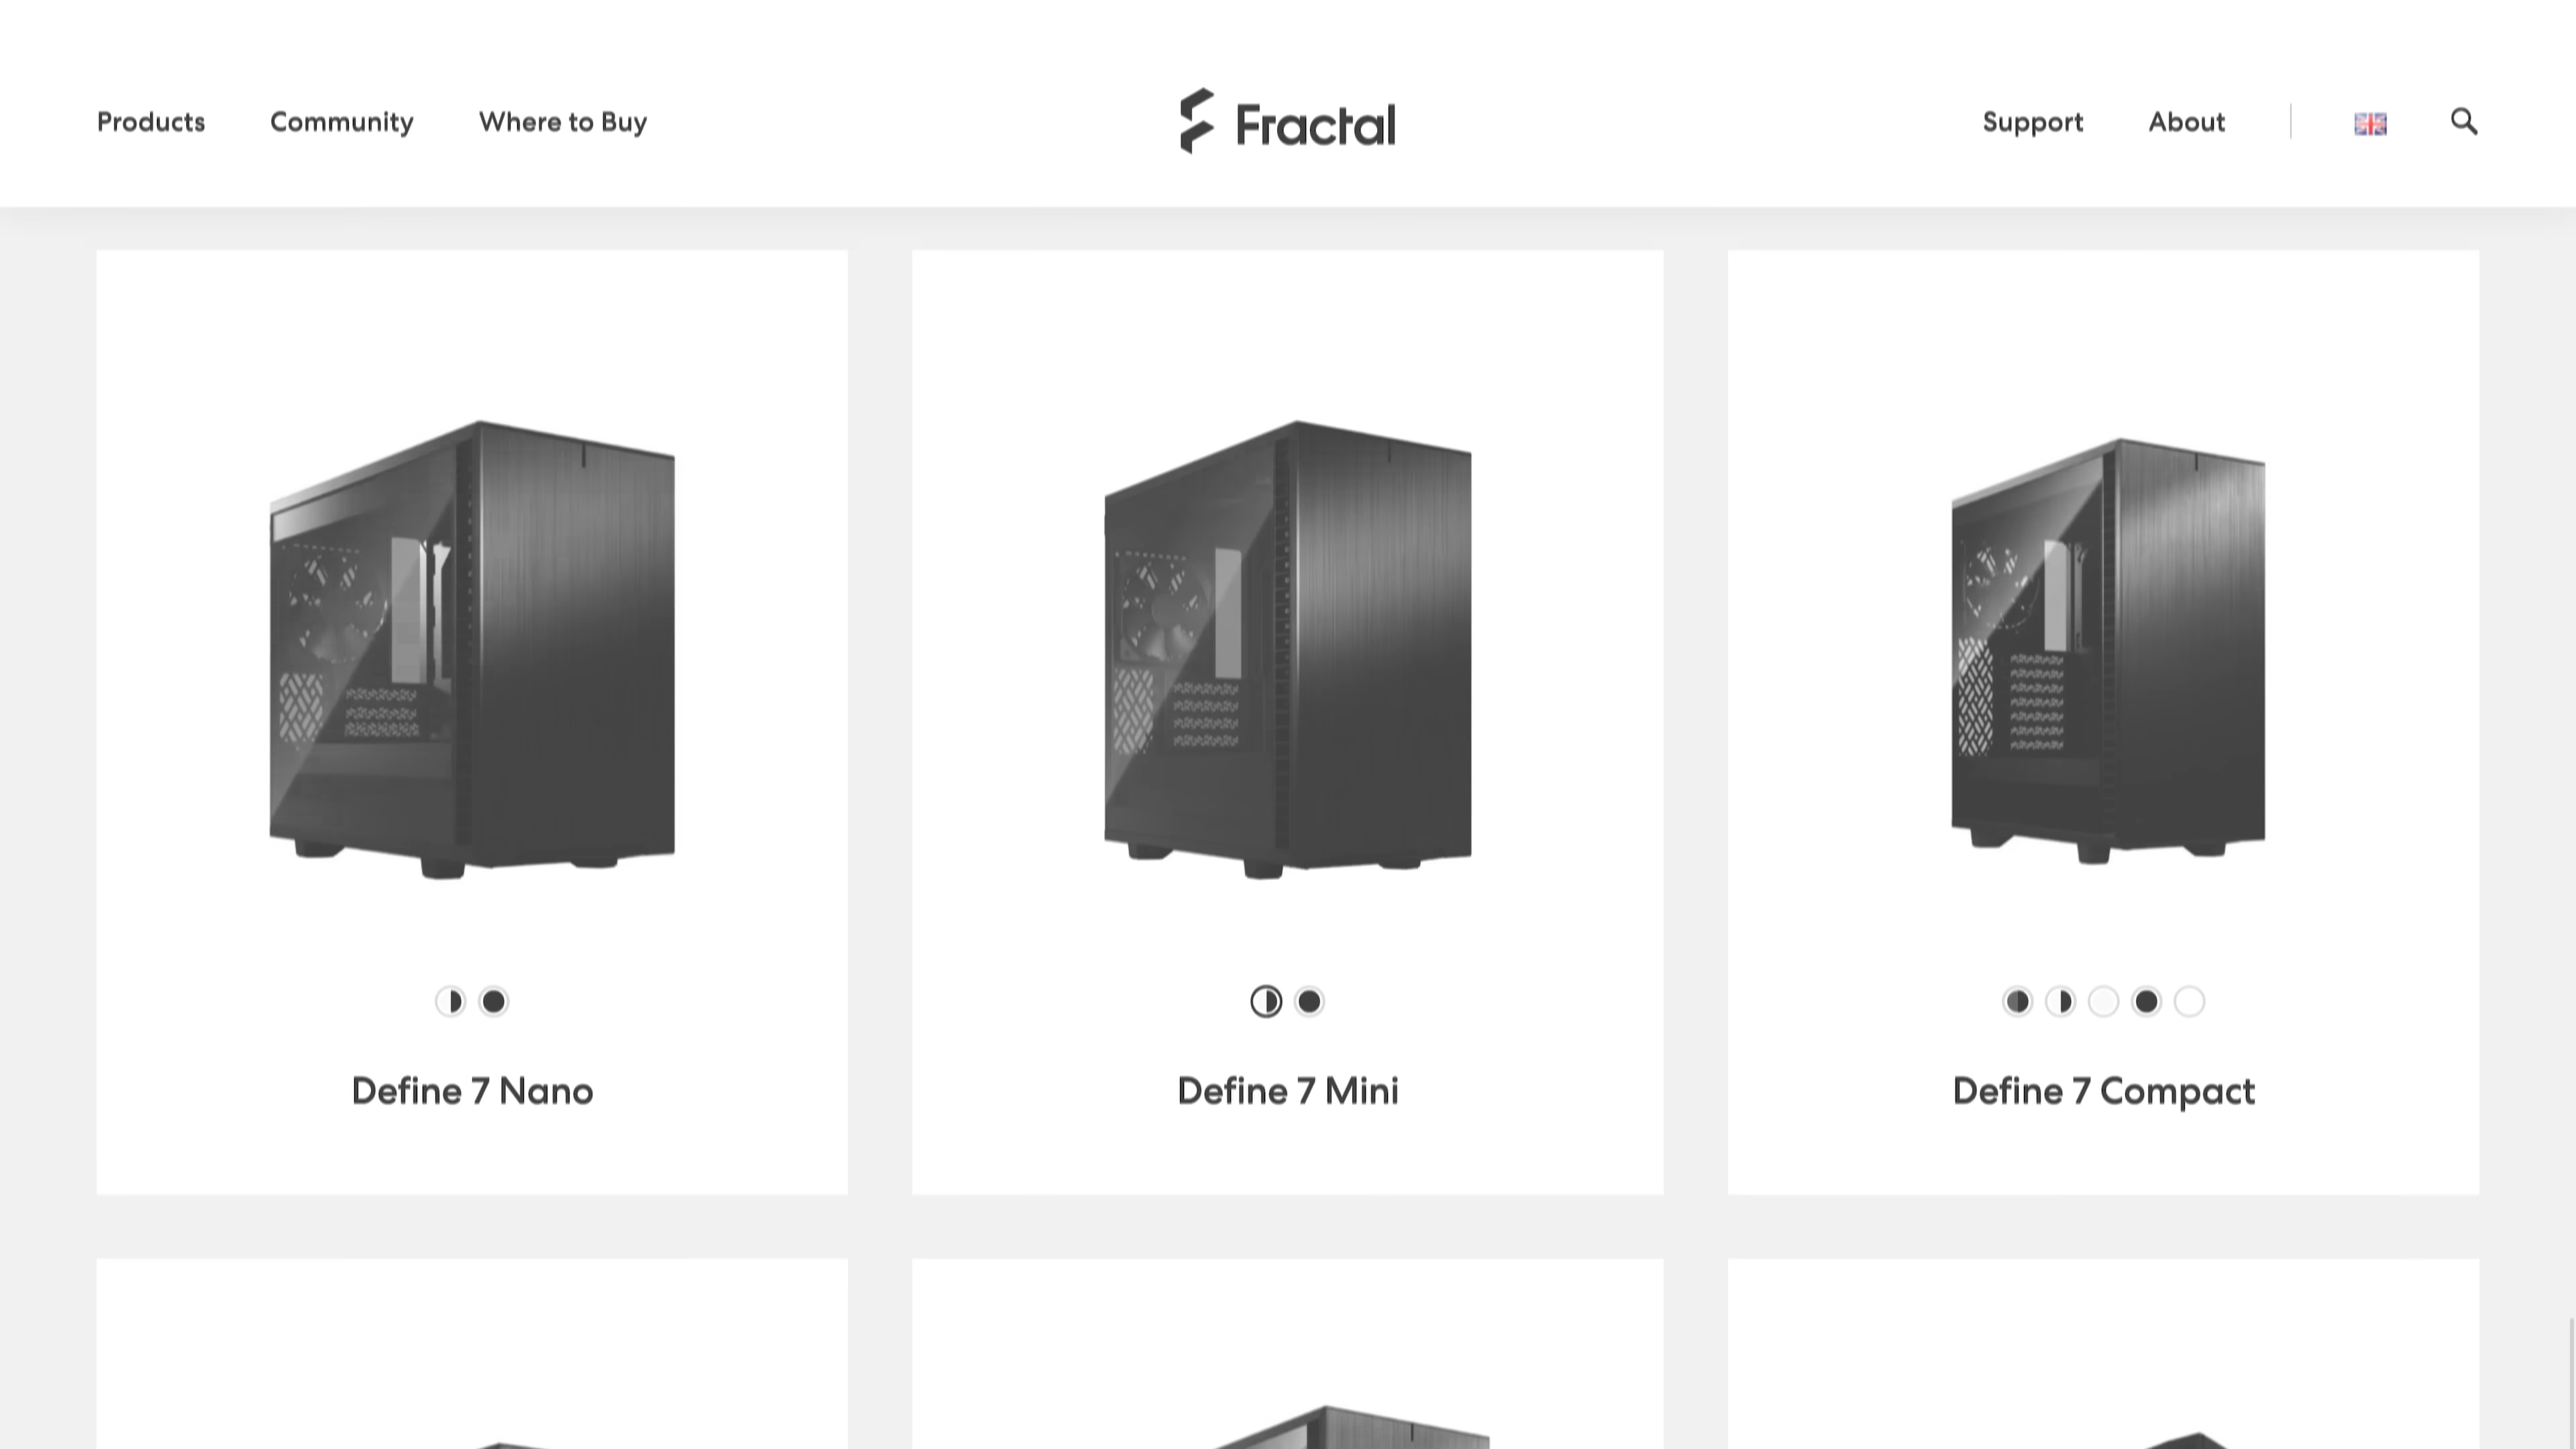 Products
Community
Where to Buy
Fractal
Support
About
Define 7 Nano
Define 7 Mini
Define 7 Compact